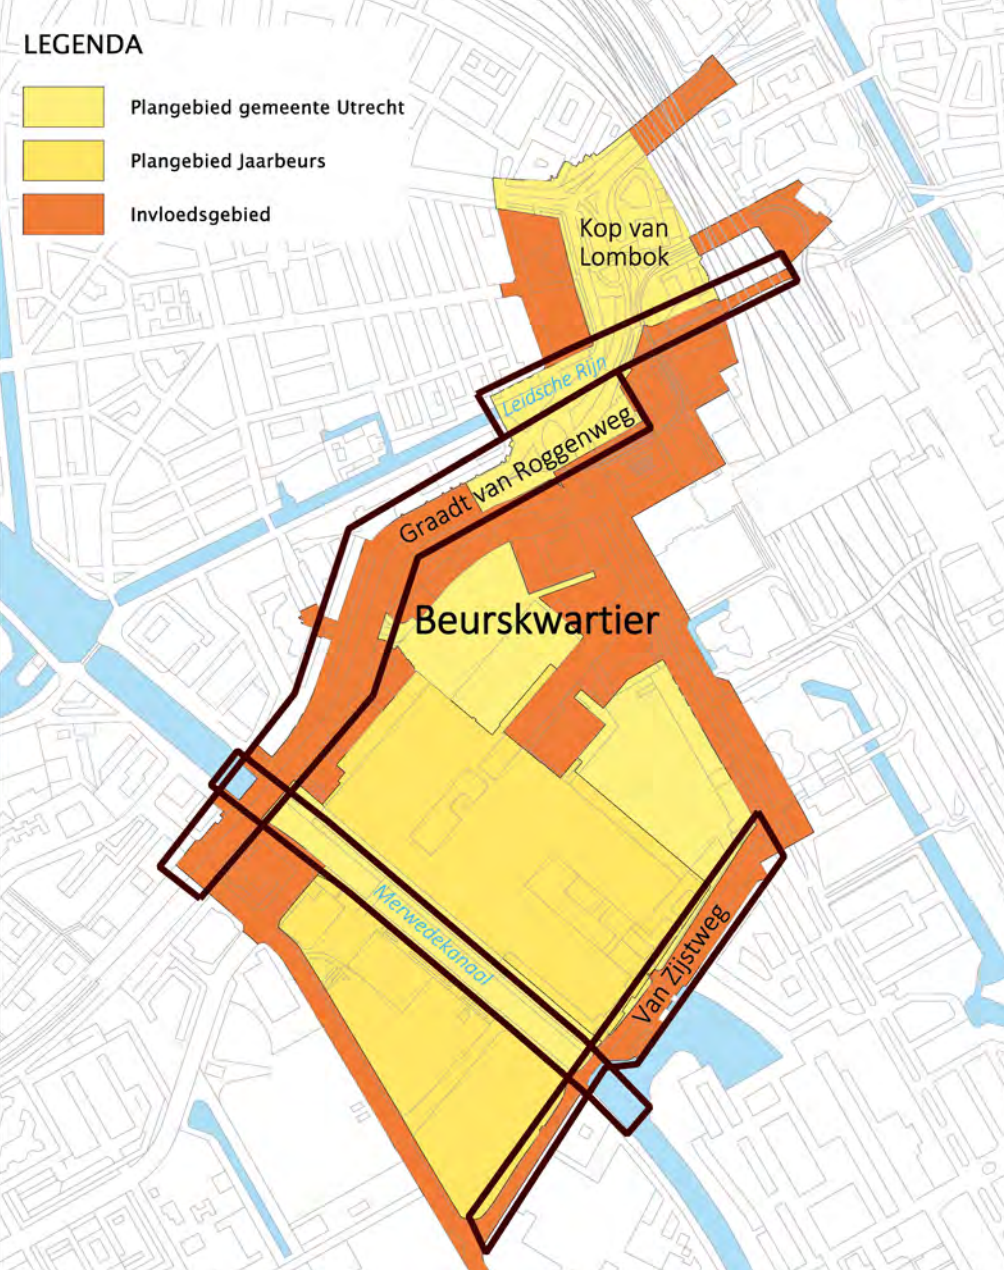 LEGENDA
Plangebied gemeente Utrecht
Plangebied Jaarbeurs
Invloedsgebied
Kop van
Lombok
Leidsche Rijn
Graadt van Roggenweg
Beurskwartier
Merwedekanaal
Van Zijstweg